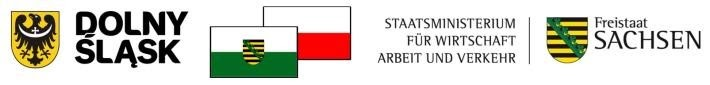 DOLNY
ŚLĄSK
STAATSMINISTERIUM
FÜR WIRTSCHAFT
ARBEIT UND VERKEHR
Freistaat
SACHSEN